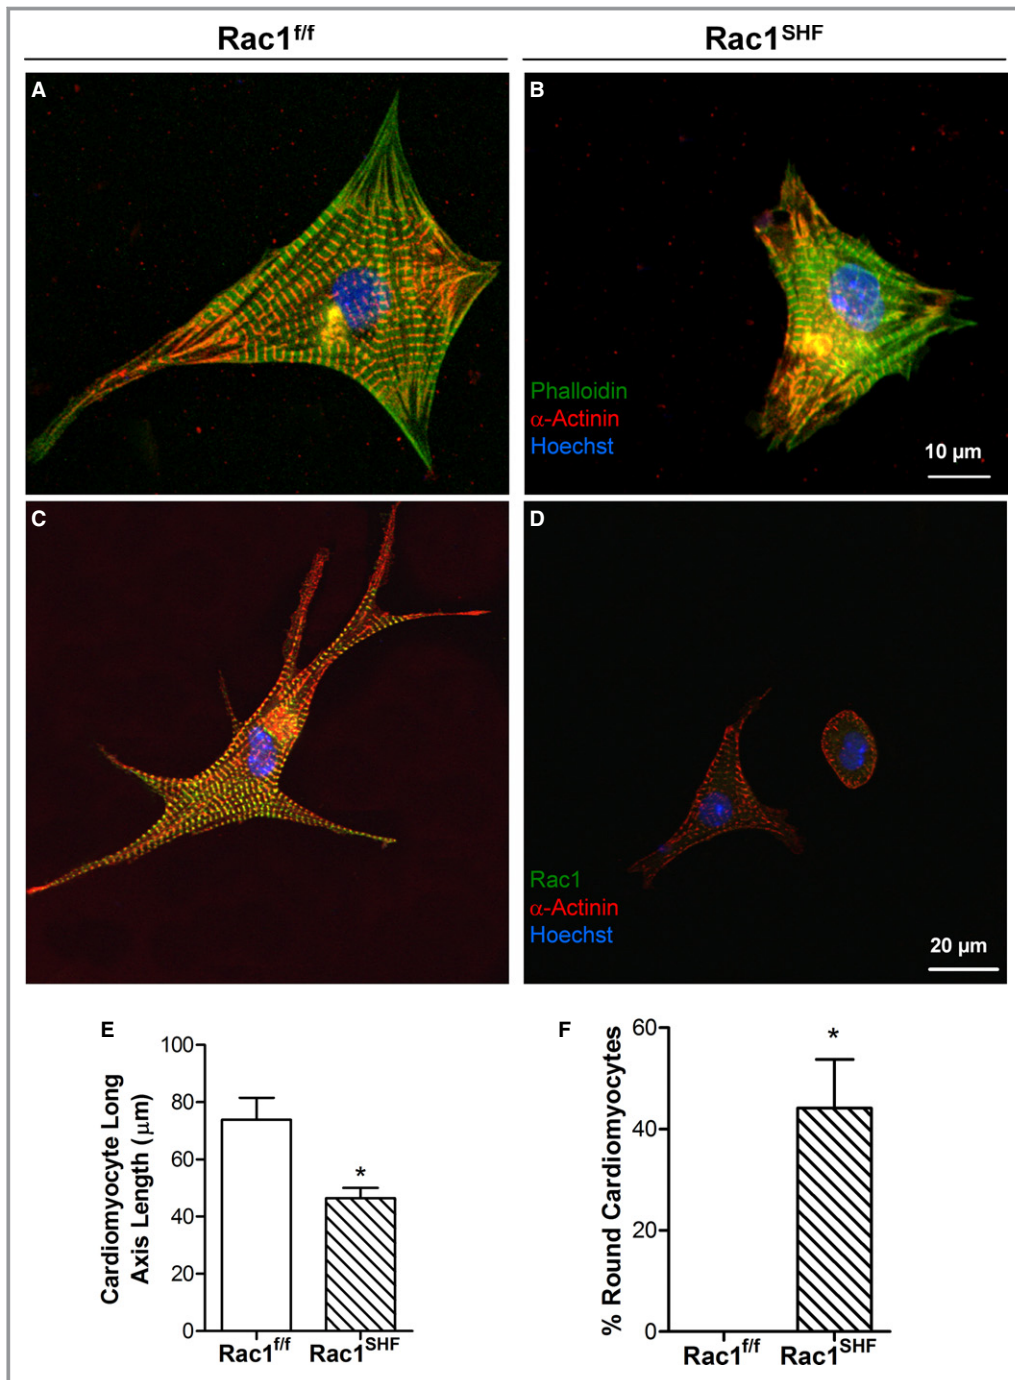 Rac1f/f
Rac1SHF
A
B
Phalloidin
α-Actinin
Hoechst
10 µm
C
D
Rac1
α-Actinin
Hoechst
20 µm
E
Cardiomyocyte Long
Axis Length (µm)
100
80
60
40
20
0
*
Rac1f/f
Rac1SHF
F
% Round Cardiomyocytes
60
40
20
0
*
Rac1f/f
Rac1SHF